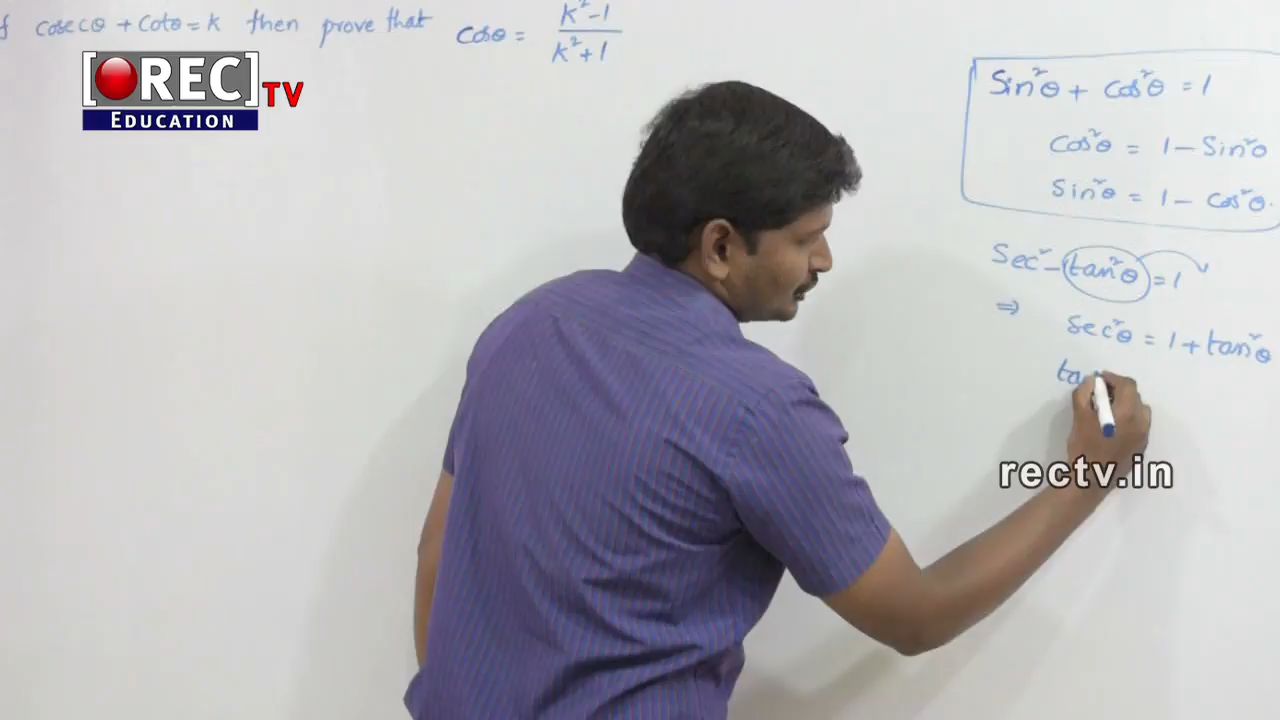 cosecθ + cotθ = k then prove that cosθ = k²-1 / k²+1
[REC] TV
EDUCATION
Sin²θ + cos²θ = 1
cos²θ = 1 - Sin²θ
Sin²θ = 1 - cos²θ.
Sec² - tan²θ = 1
⇒ Sec²θ = 1 + tan²θ
ta
rectv.in